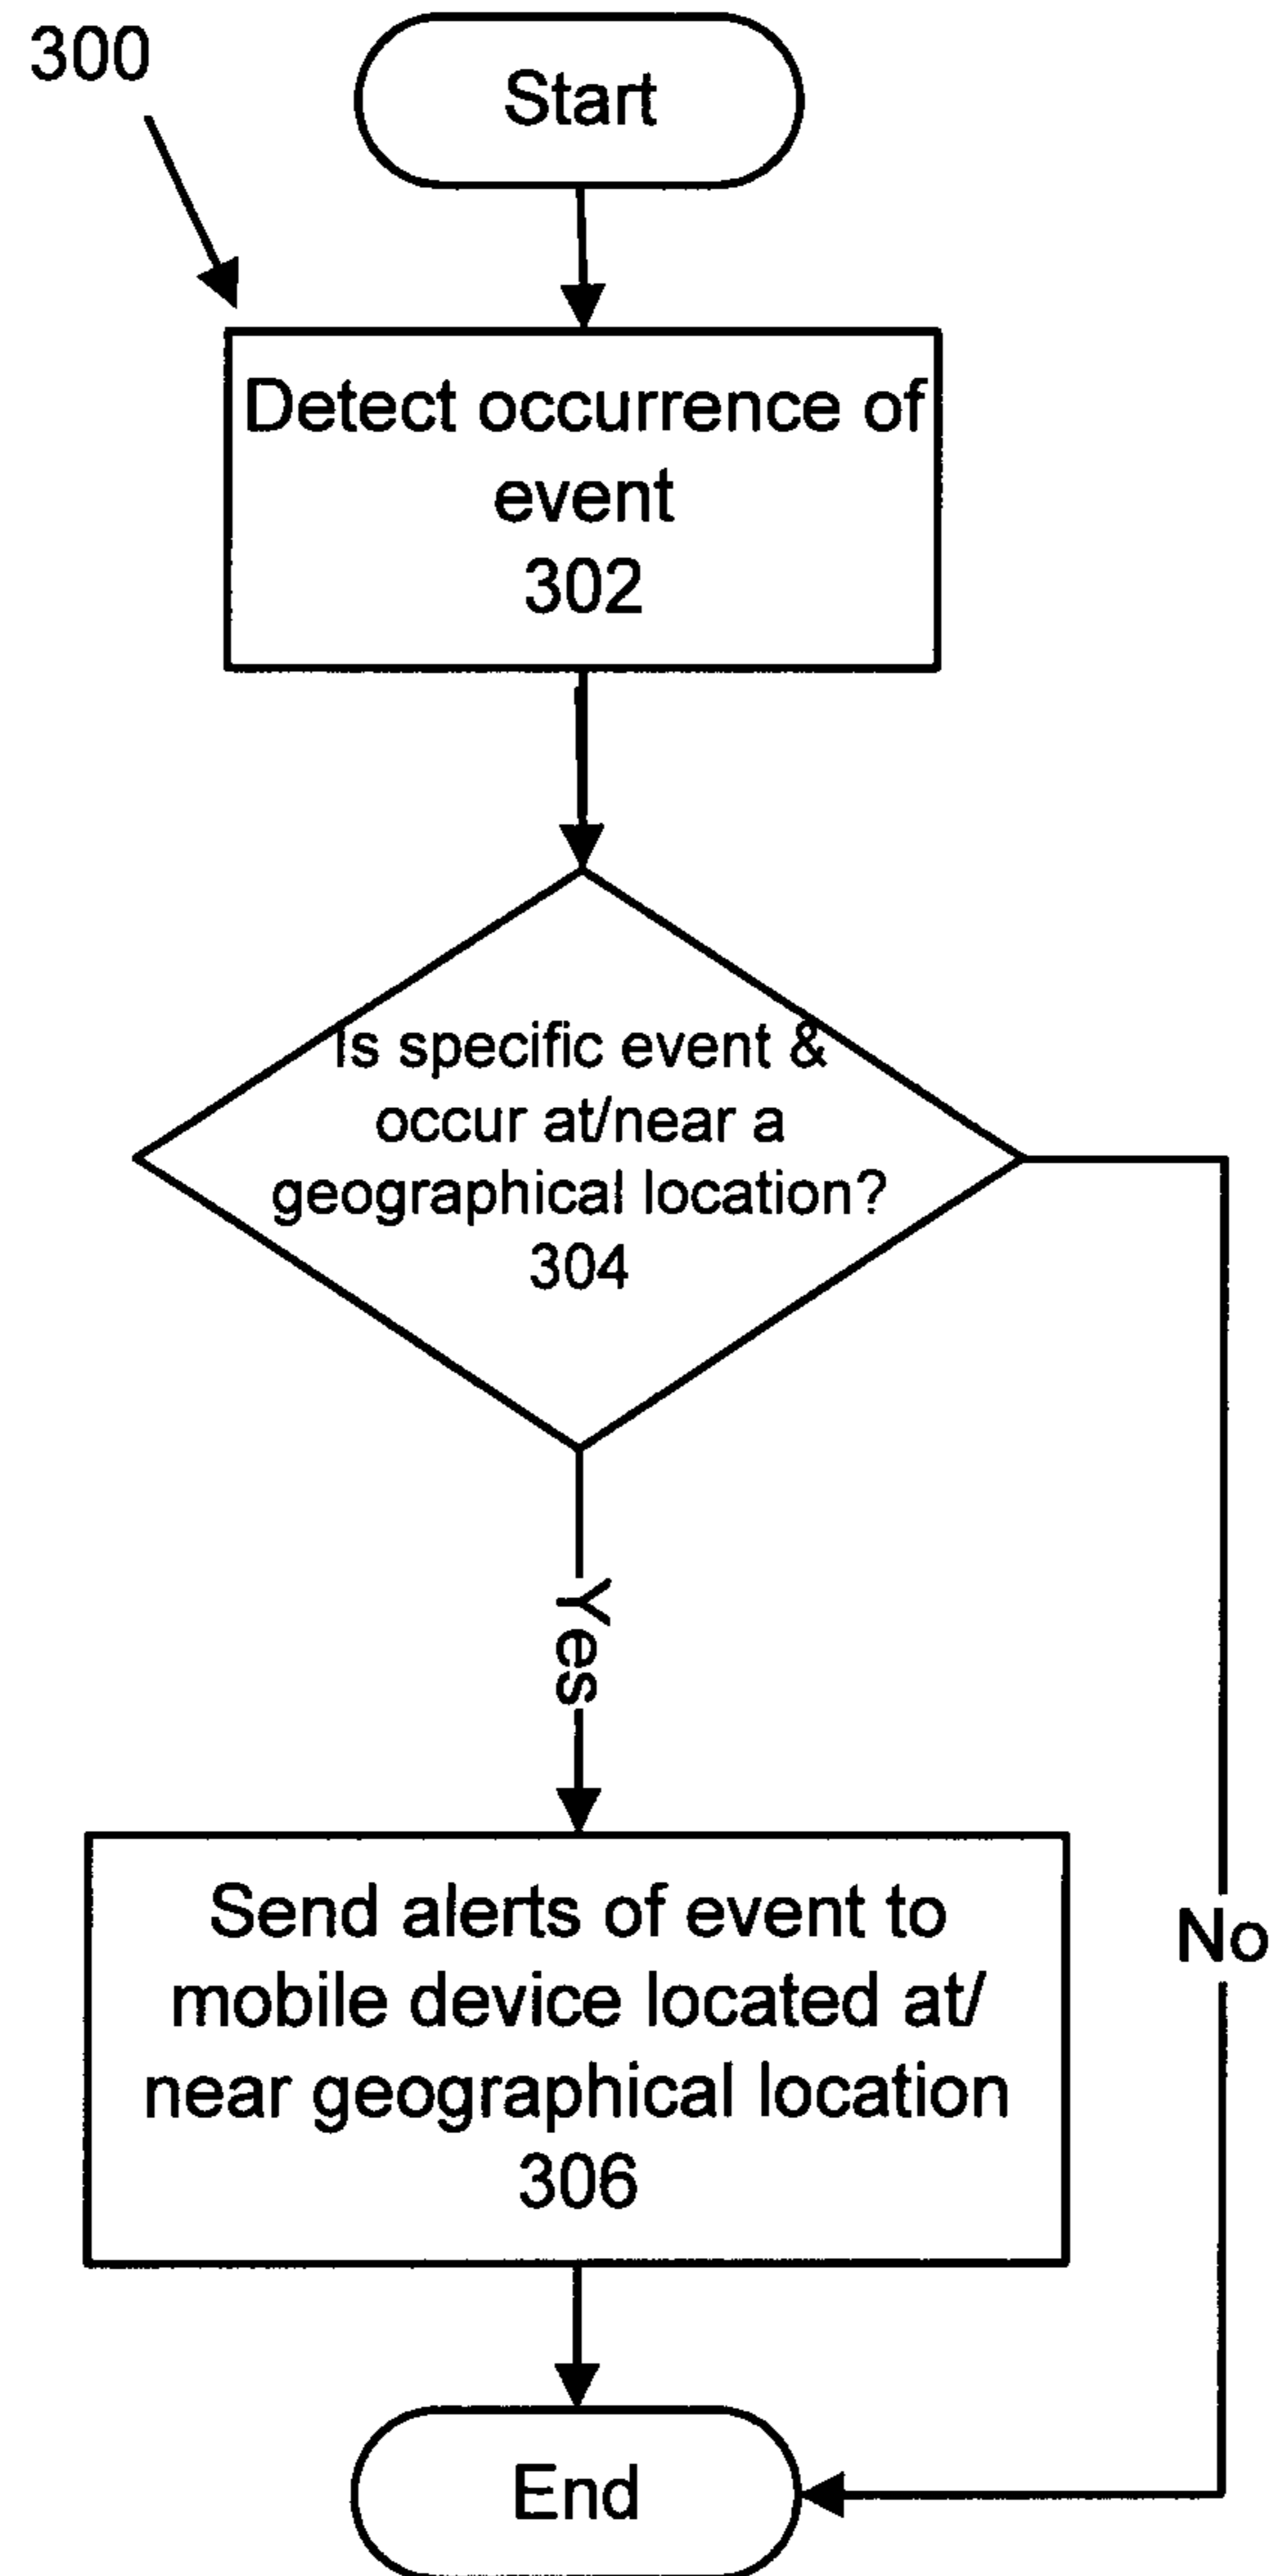 300
Start
Detect occurrence of
event
302
Is specific event &
occur at/near a
geographical location?
304
Yes
Send alerts of event to
mobile device located at/
near geographical location
306
No
End